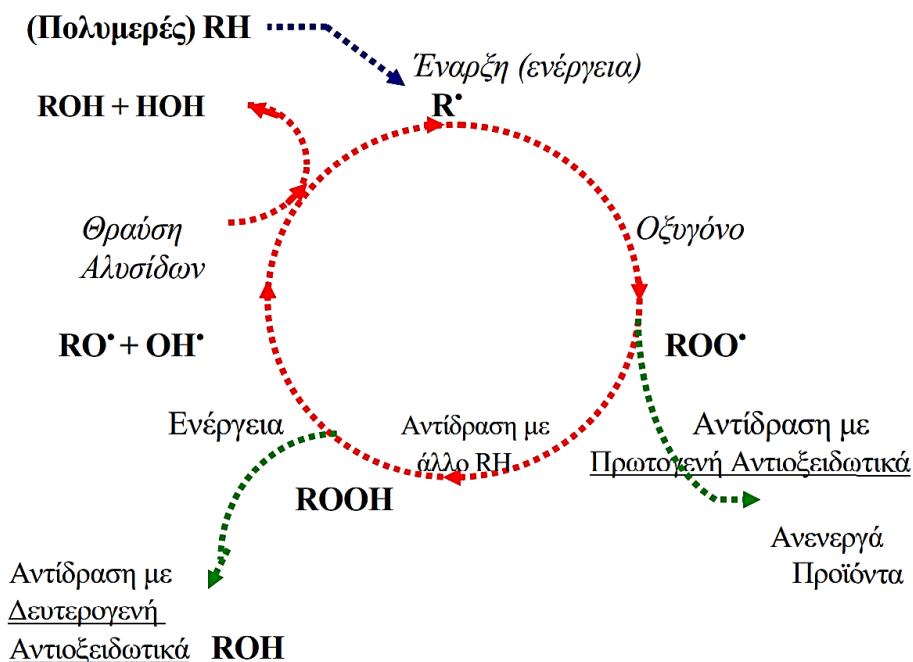 (Πολυμερές) RH
Έναρξη (ενέργεια)
ROH + HOH
R•
Θραύση
Αλυσίδων
Οξυγόνο
RO• + OH•
ROO•
Ενέργεια
Αντίδραση με
άλλο RH
Αντίδραση με
Πρωτογενή Αντιοξειδωτικά
ROOH
Ανενεργά
Προϊόντα
Αντίδραση με
Δευτερογενή
Αντιοξειδωτικά ROH